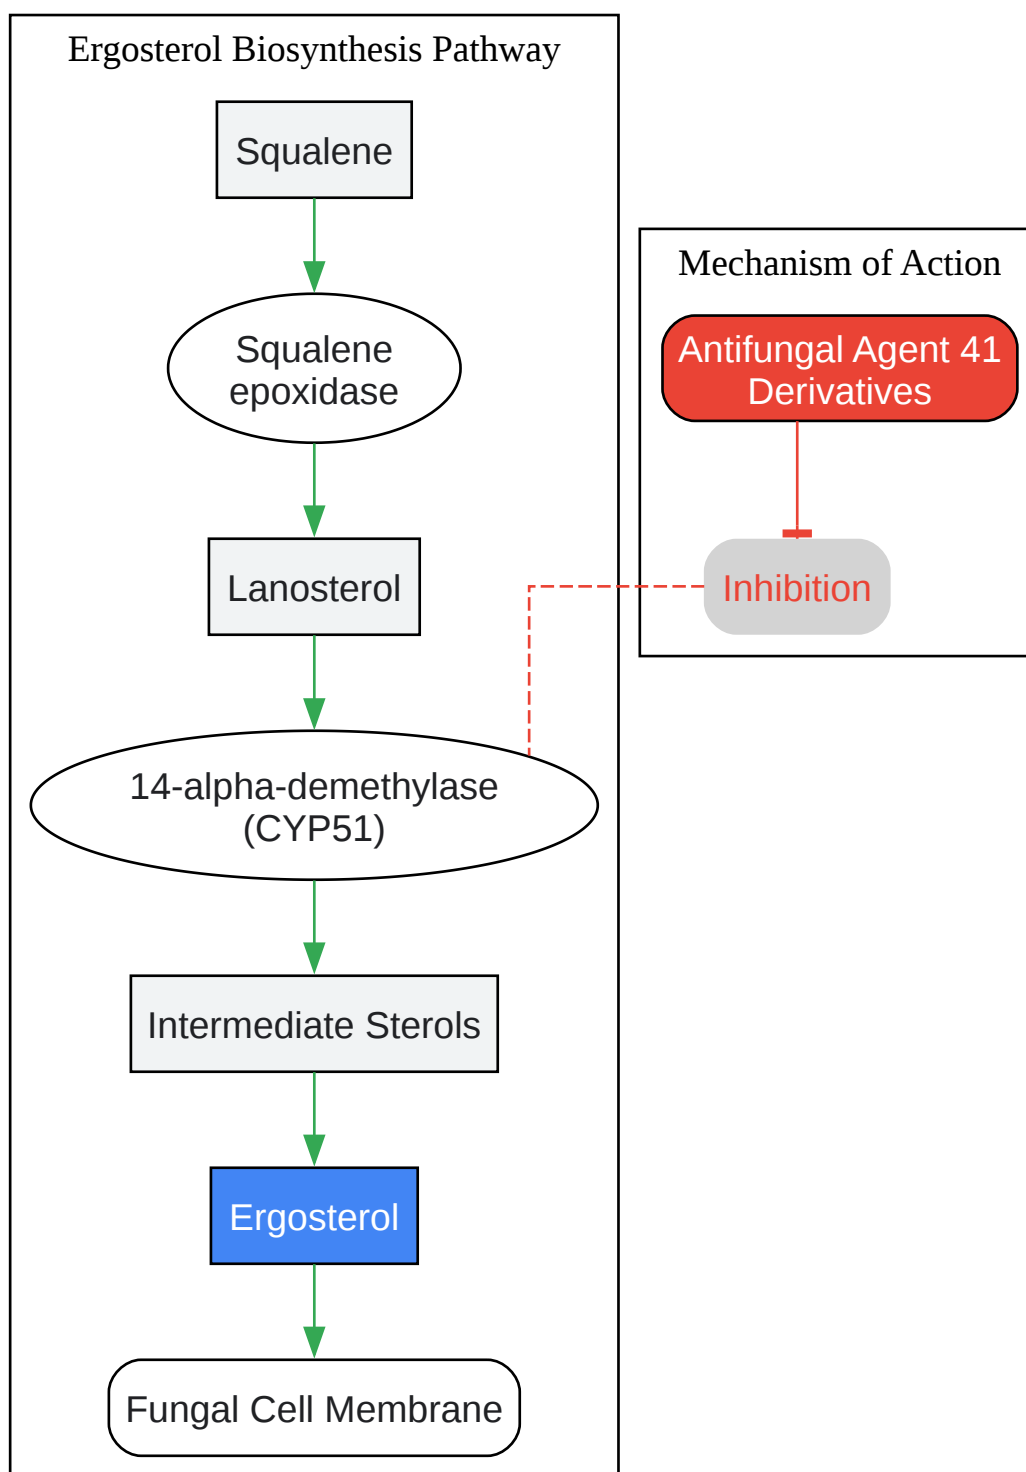 Ergosterol Biosynthesis Pathway
Squalene
Squalene
epoxidase
Lanosterol
14-alpha-demethylase
(CYP51)
Intermediate Sterols
Ergosterol
Fungal Cell Membrane
Mechanism of Action
Antifungal Agent 41
Derivatives
Inhibition